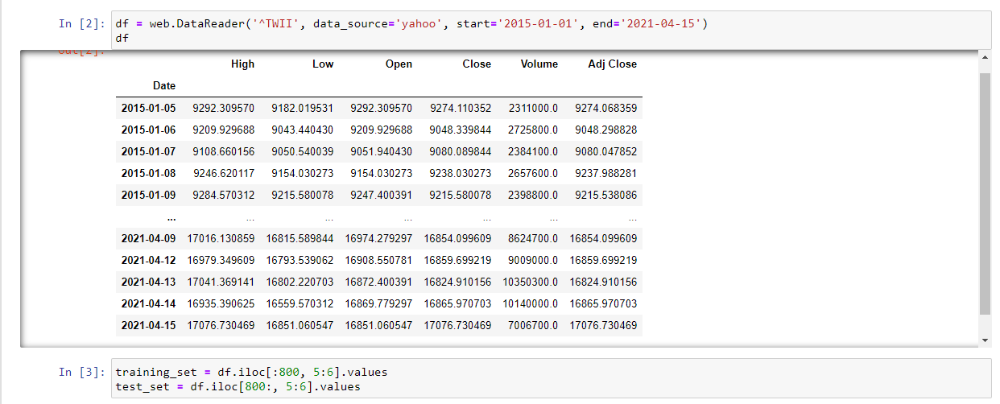 In [2]: df = web.DataReader('^TWII', data_source='yahoo', start='2015-01-01', end='2021-04-15')
df
Out[2]:
High Low Open Close Volume Adj Close
Date
2015-01-05 9292.309570 9182.019531 9292.309570 9274.110352 2311000.0 9274.068359
2015-01-06 9209.929688 9043.440430 9209.929688 9048.339844 2725800.0 9048.298828
2015-01-07 9108.660156 9050.540039 9051.940430 9080.089844 2384100.0 9080.047852
2015-01-08 9246.620117 9154.030273 9154.030273 9238.030273 2657600.0 9237.988281
2015-01-09 9284.570312 9215.580078 9247.400391 9215.580078 2398800.0 9215.538086
... ... ... ... ... ... ...
2021-04-09 17016.130859 16815.589844 16974.279297 16854.099609 8624700.0 16854.099609
2021-04-12 16979.349609 16793.539062 16908.550781 16859.699219 9009000.0 16859.699219
2021-04-13 17041.369141 16802.220703 16872.400391 16824.910156 10350300.0 16824.910156
2021-04-14 16935.390625 16559.570312 16869.779297 16865.970703 10140000.0 16865.970703
2021-04-15 17076.730469 16851.060547 16851.060547 17076.730469 7006700.0 17076.730469
In [3]: training_set = df.iloc[:800, 5:6].values
test_set = df.iloc[800:, 5:6].values